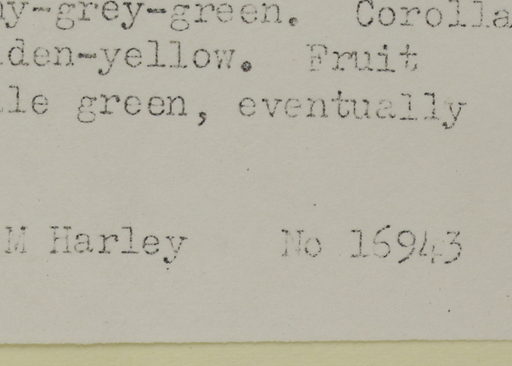 y-grey-green. Corolla
den-yellow. Fruit
le green, eventually
M Harley No 16943